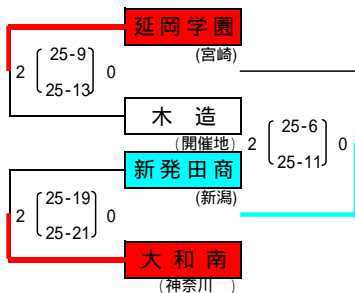 延岡学園
(宮崎)
2 25-9 0
25-13
木造
(開催地)
2 25-6 0
25-11
新発田商
(新潟)
2 25-19 0
25-21
大和南
(神奈川)